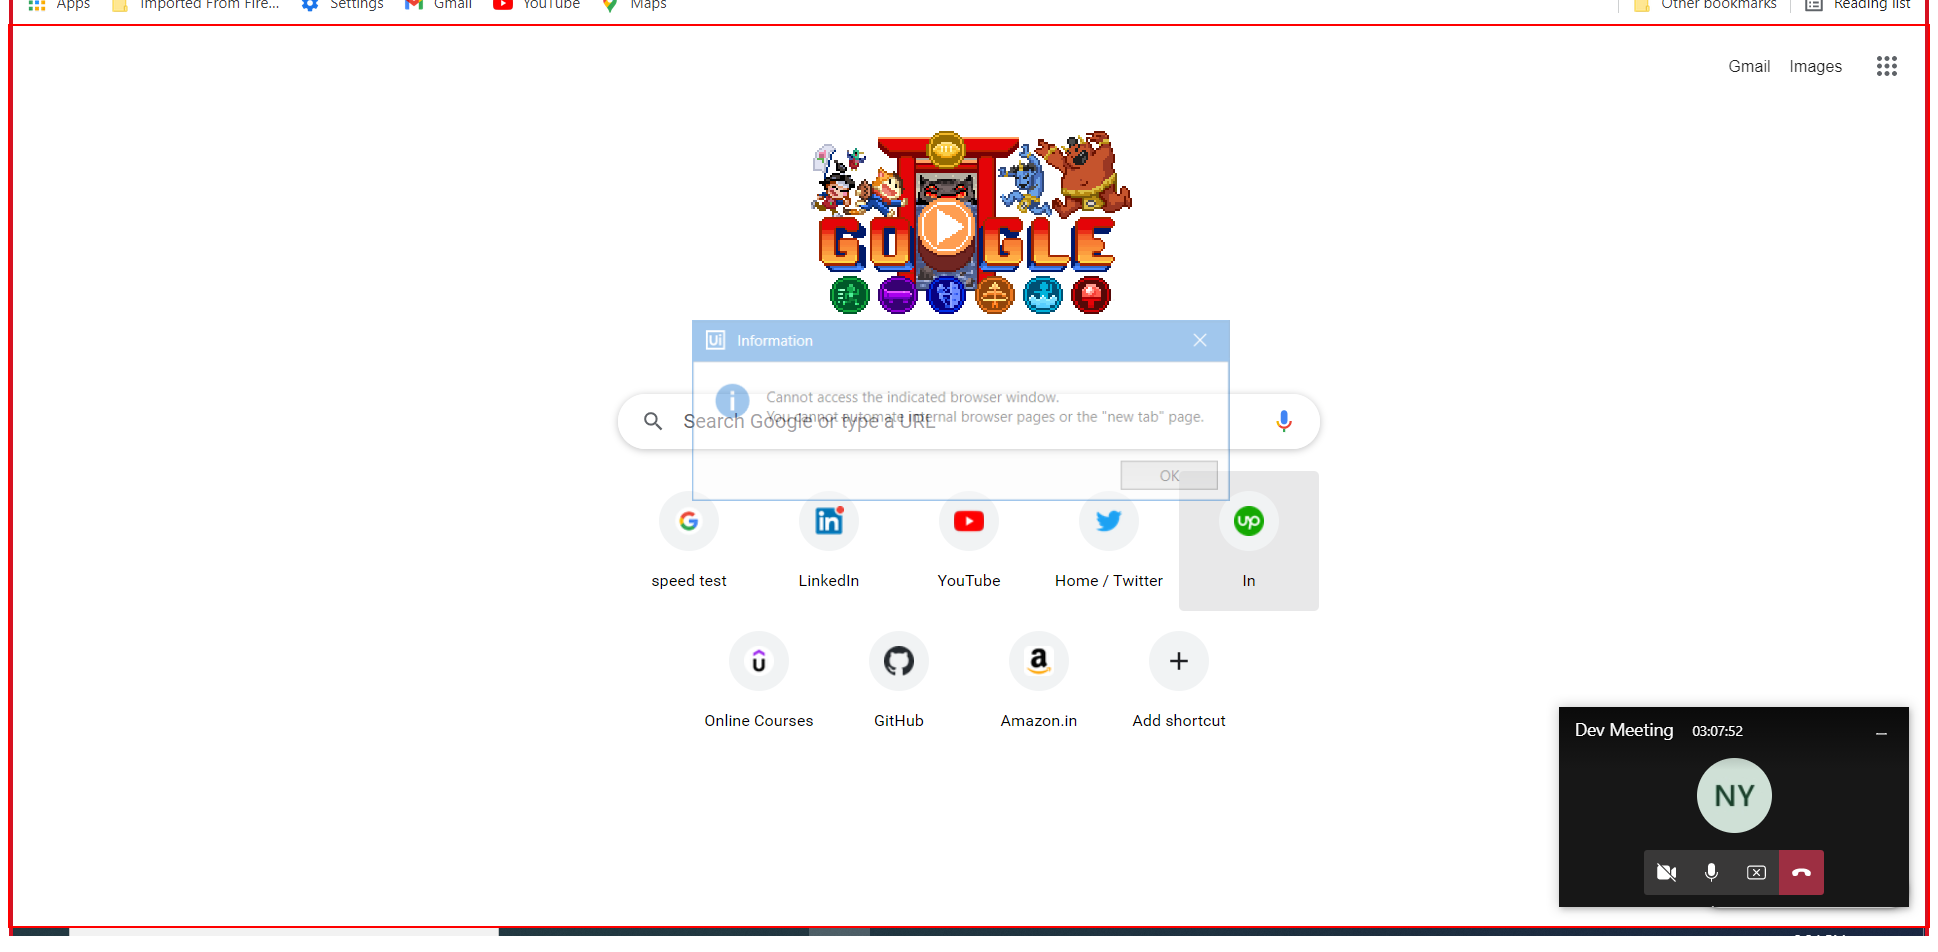 Apps Imported From Fire... Settings Gmail YouTube Maps Other bookmarks Reading list
Gmail Images
GOOGLE
Ui Information
Cannot access the indicated browser window.
You cannot automate internal browser pages or the "new tab" page.
Search Google or type a URL
OK
speed test LinkedIn YouTube Home / Twitter In
Online Courses GitHub Amazon.in Add shortcut
Dev Meeting 03:07:52
NY